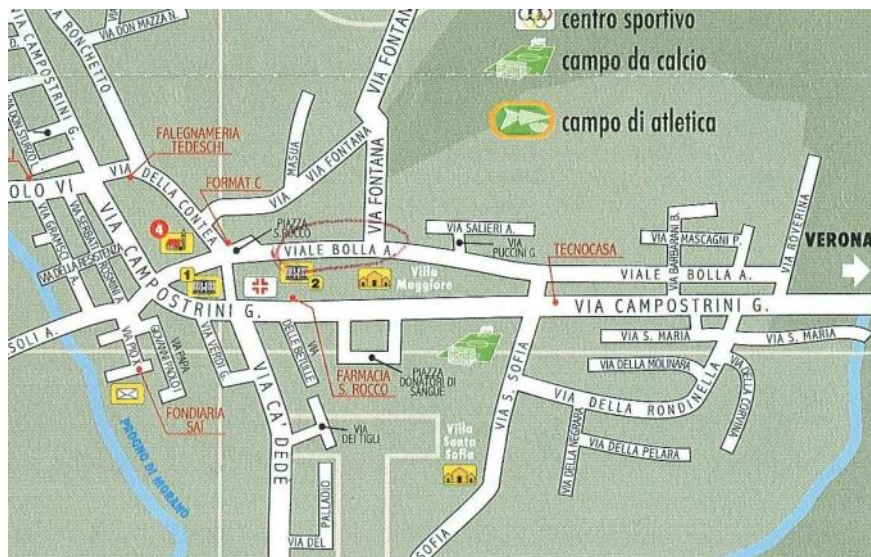 centro sportivo
campo da calcio
campo di atletica
VIA DON MAZZA N.
VIA RONCHETTO
VIA CAMPOSTRINI G.
VIA DON STURZO L.
FALEGNAMERIA
TEDESCHI
OLO VI
VIA DELLA CONTEA
FORMAT C
MASUA
VIA FONTANA
VIA FONTANA
VIA FONTANA
4
PIAZZA
S. ROCCO
VIALE BOLLA A.
VIA SALIERI A.
VIA
PUCCINI G.
VIA BARBARANI B.
VIA MASCAGNI P.
VIA ROVERINA
VERONA
TECNOCASA
VIALE BOLLA A.
VIA CAMPOSTRINI G.
VIA GRAMSCI A.
VIA DELLA RESISTENZA
VIA CAMPOSTRINI G.
1
2
Villa
Maggiore
SOLI A.
VIA PIO X
VIA PAPA
GIOVANNI PAOLO I
VIA VERDI G.
VIA
DELLE BETULLE
FARMACIA
S. ROCCO
PIAZZA
DONATORI DI
SANGUE
VIA S. SOFIA
VIA S. MARIA
VIA S. MARIA
VIA DELLA MOLINARA
VIA DELLA RONDINELLA
VIA DELLA CORVINA
VIA DELLA NEGRARA
VIA DELLA PELARA
FONDIARIA
SAI
PROGNO DI MORANO
VIA CA' DEDE
VIA
DEI TIGLI
Villa
Santa
Sofia
VIA DEL
PALLADIO
SOFIA